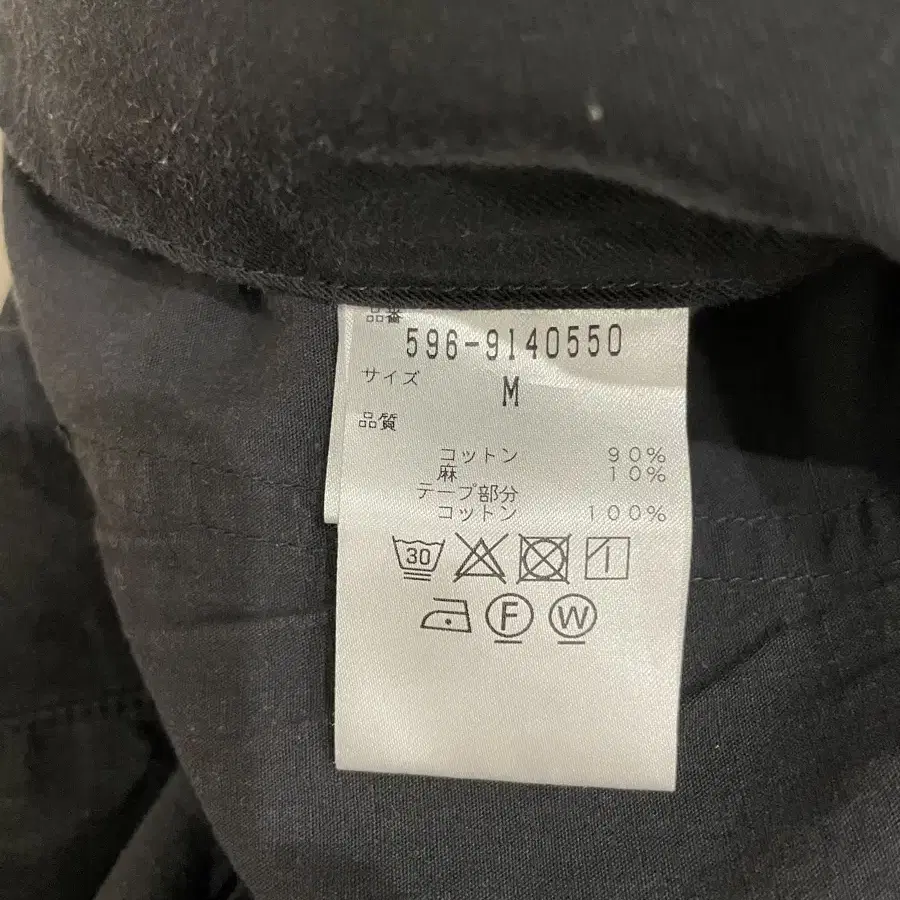 品番
596-9140550
サイズ M
品質
コットン 90%
麻 10%
テープ部分
コットン 100%
30
F W